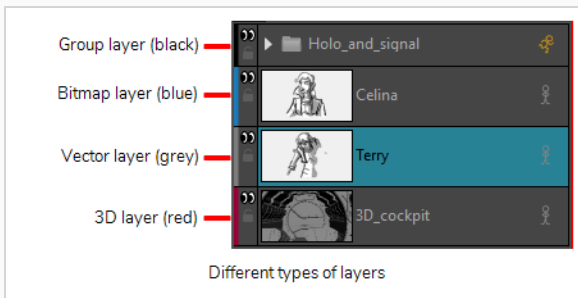 Group layer (black)
Holo_and_signal
Bitmap layer (blue)
Celina
Vector layer (grey)
Terry
3D layer (red)
3D_cockpit
Different types of layers